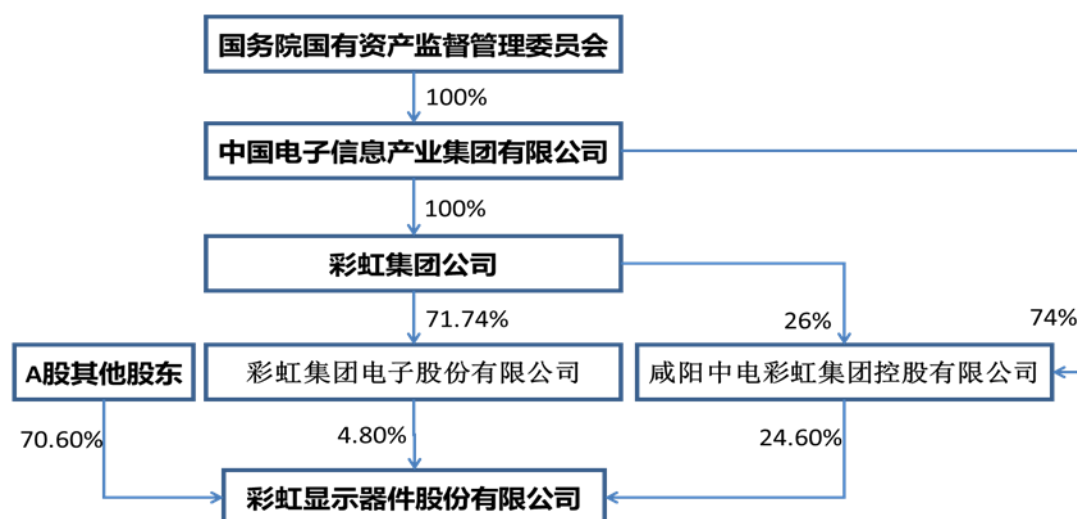 国务院国有资产监督管理委员会
100%
中国电子信息产业集团有限公司
100%
彩虹集团公司
71.74%
26%
74%
A股其他股东
彩虹集团电子股份有限公司
咸阳中电彩虹集团控股有限公司
70.60%
4.80%
24.60%
彩虹显示器件股份有限公司